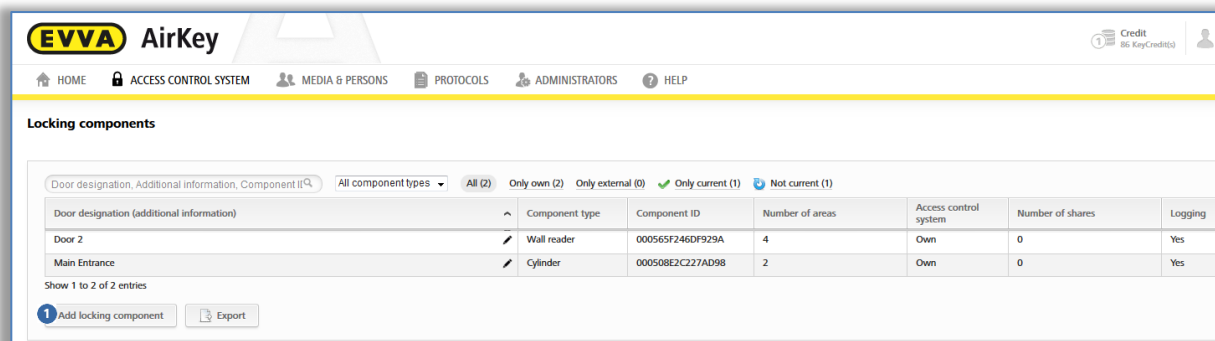 EVVA AirKey
Credit
1 86 KeyCredit(s)
HOME ACCESS CONTROL SYSTEM MEDIA & PERSONS PROTOCOLS ADMINISTRATORS ? HELP
Locking components
Door designation, Additional information, Component II All component types All (2) Only own (2) Only external (0) Only current (1) Not current (1)
Door designation (additional information) Component type Component ID Number of areas Access control system Number of shares Logging
Door 2 Wall reader 000565F246DF929A 4 Own 0 Yes
Main Entrance Cylinder 000508E2C227AD98 2 Own 0 Yes
Show 1 to 2 of 2 entries
1 Add locking component Export